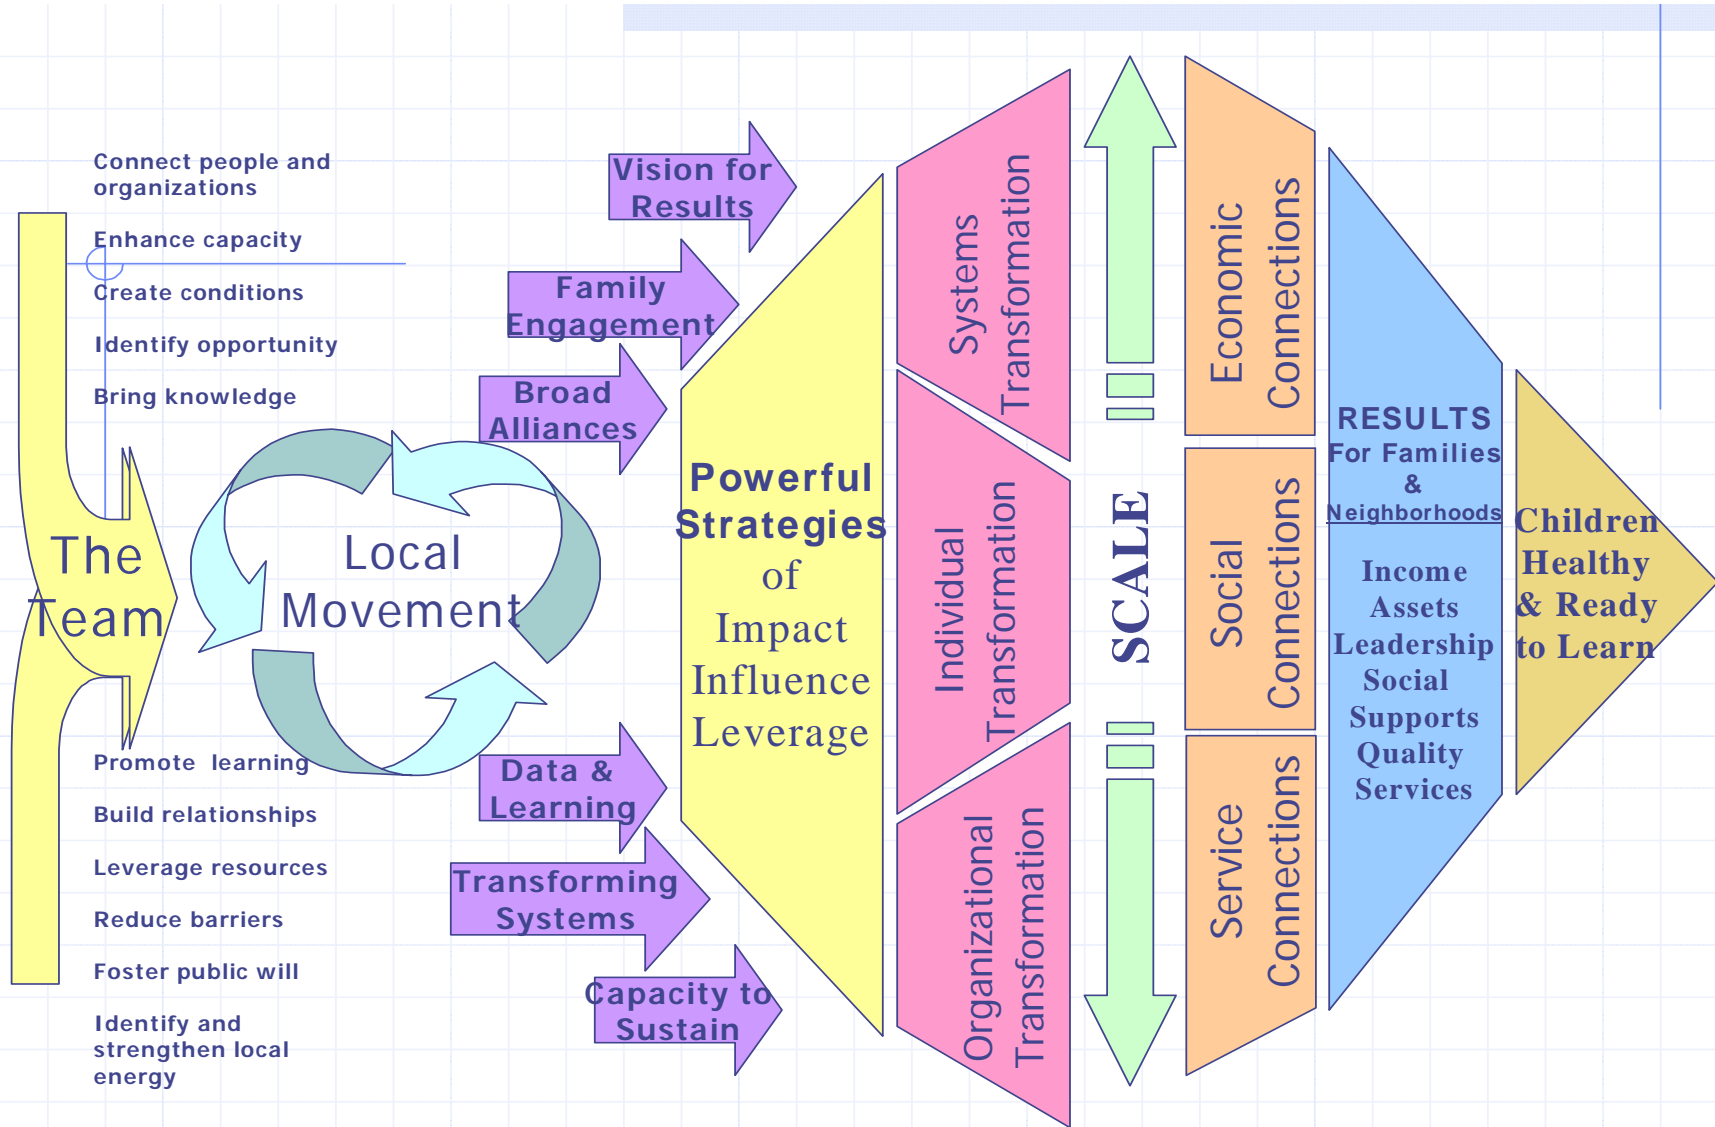 Connect people and
organizations
Enhance capacity
Create conditions
Identify opportunity
Bring knowledge
The
Team
Promote learning
Build relationships
Leverage resources
Reduce barriers
Foster public will
Identify and
strengthen local
energy
Local
Movement
Vision for
Results
Family
Engagement
Broad
Alliances
Data &
Learning
Transforming
Systems
Capacity to
Sustain
Powerful
Strategies
of
Impact
Influence
Leverage
Systems
Transformation
Individual
Transformation
Organizational
Transformation
SCALE
Economic
Connections
Social
Connections
Service
Connections
RESULTS
For Families
&
Neighborhoods
Income
Assets
Leadership
Social
Supports
Quality
Services
Children
Healthy
& Ready
to Learn